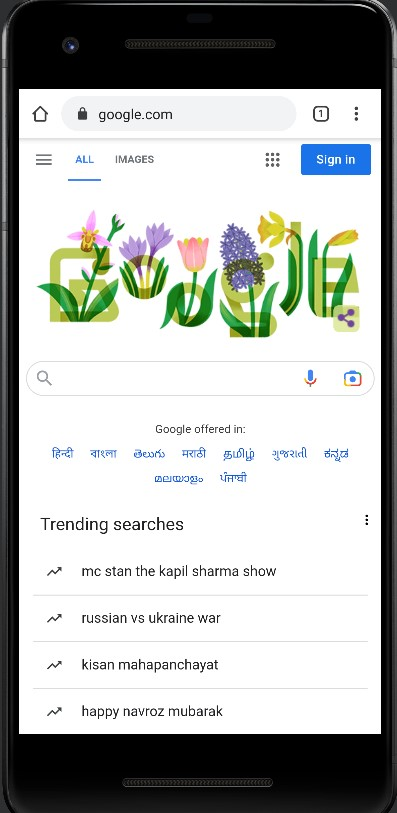 google.com
1
ALL IMAGES Sign in
Google
Google offered in:
हिन्दी বাংলা తెలుగు मराठी தமிழ் ગુજરાતી ಕನ್ನಡ
മലയാളം ਪੰਜਾਬੀ
Trending searches
mc stan the kapil sharma show
russian vs ukraine war
kisan mahapanchayat
happy navroz mubarak